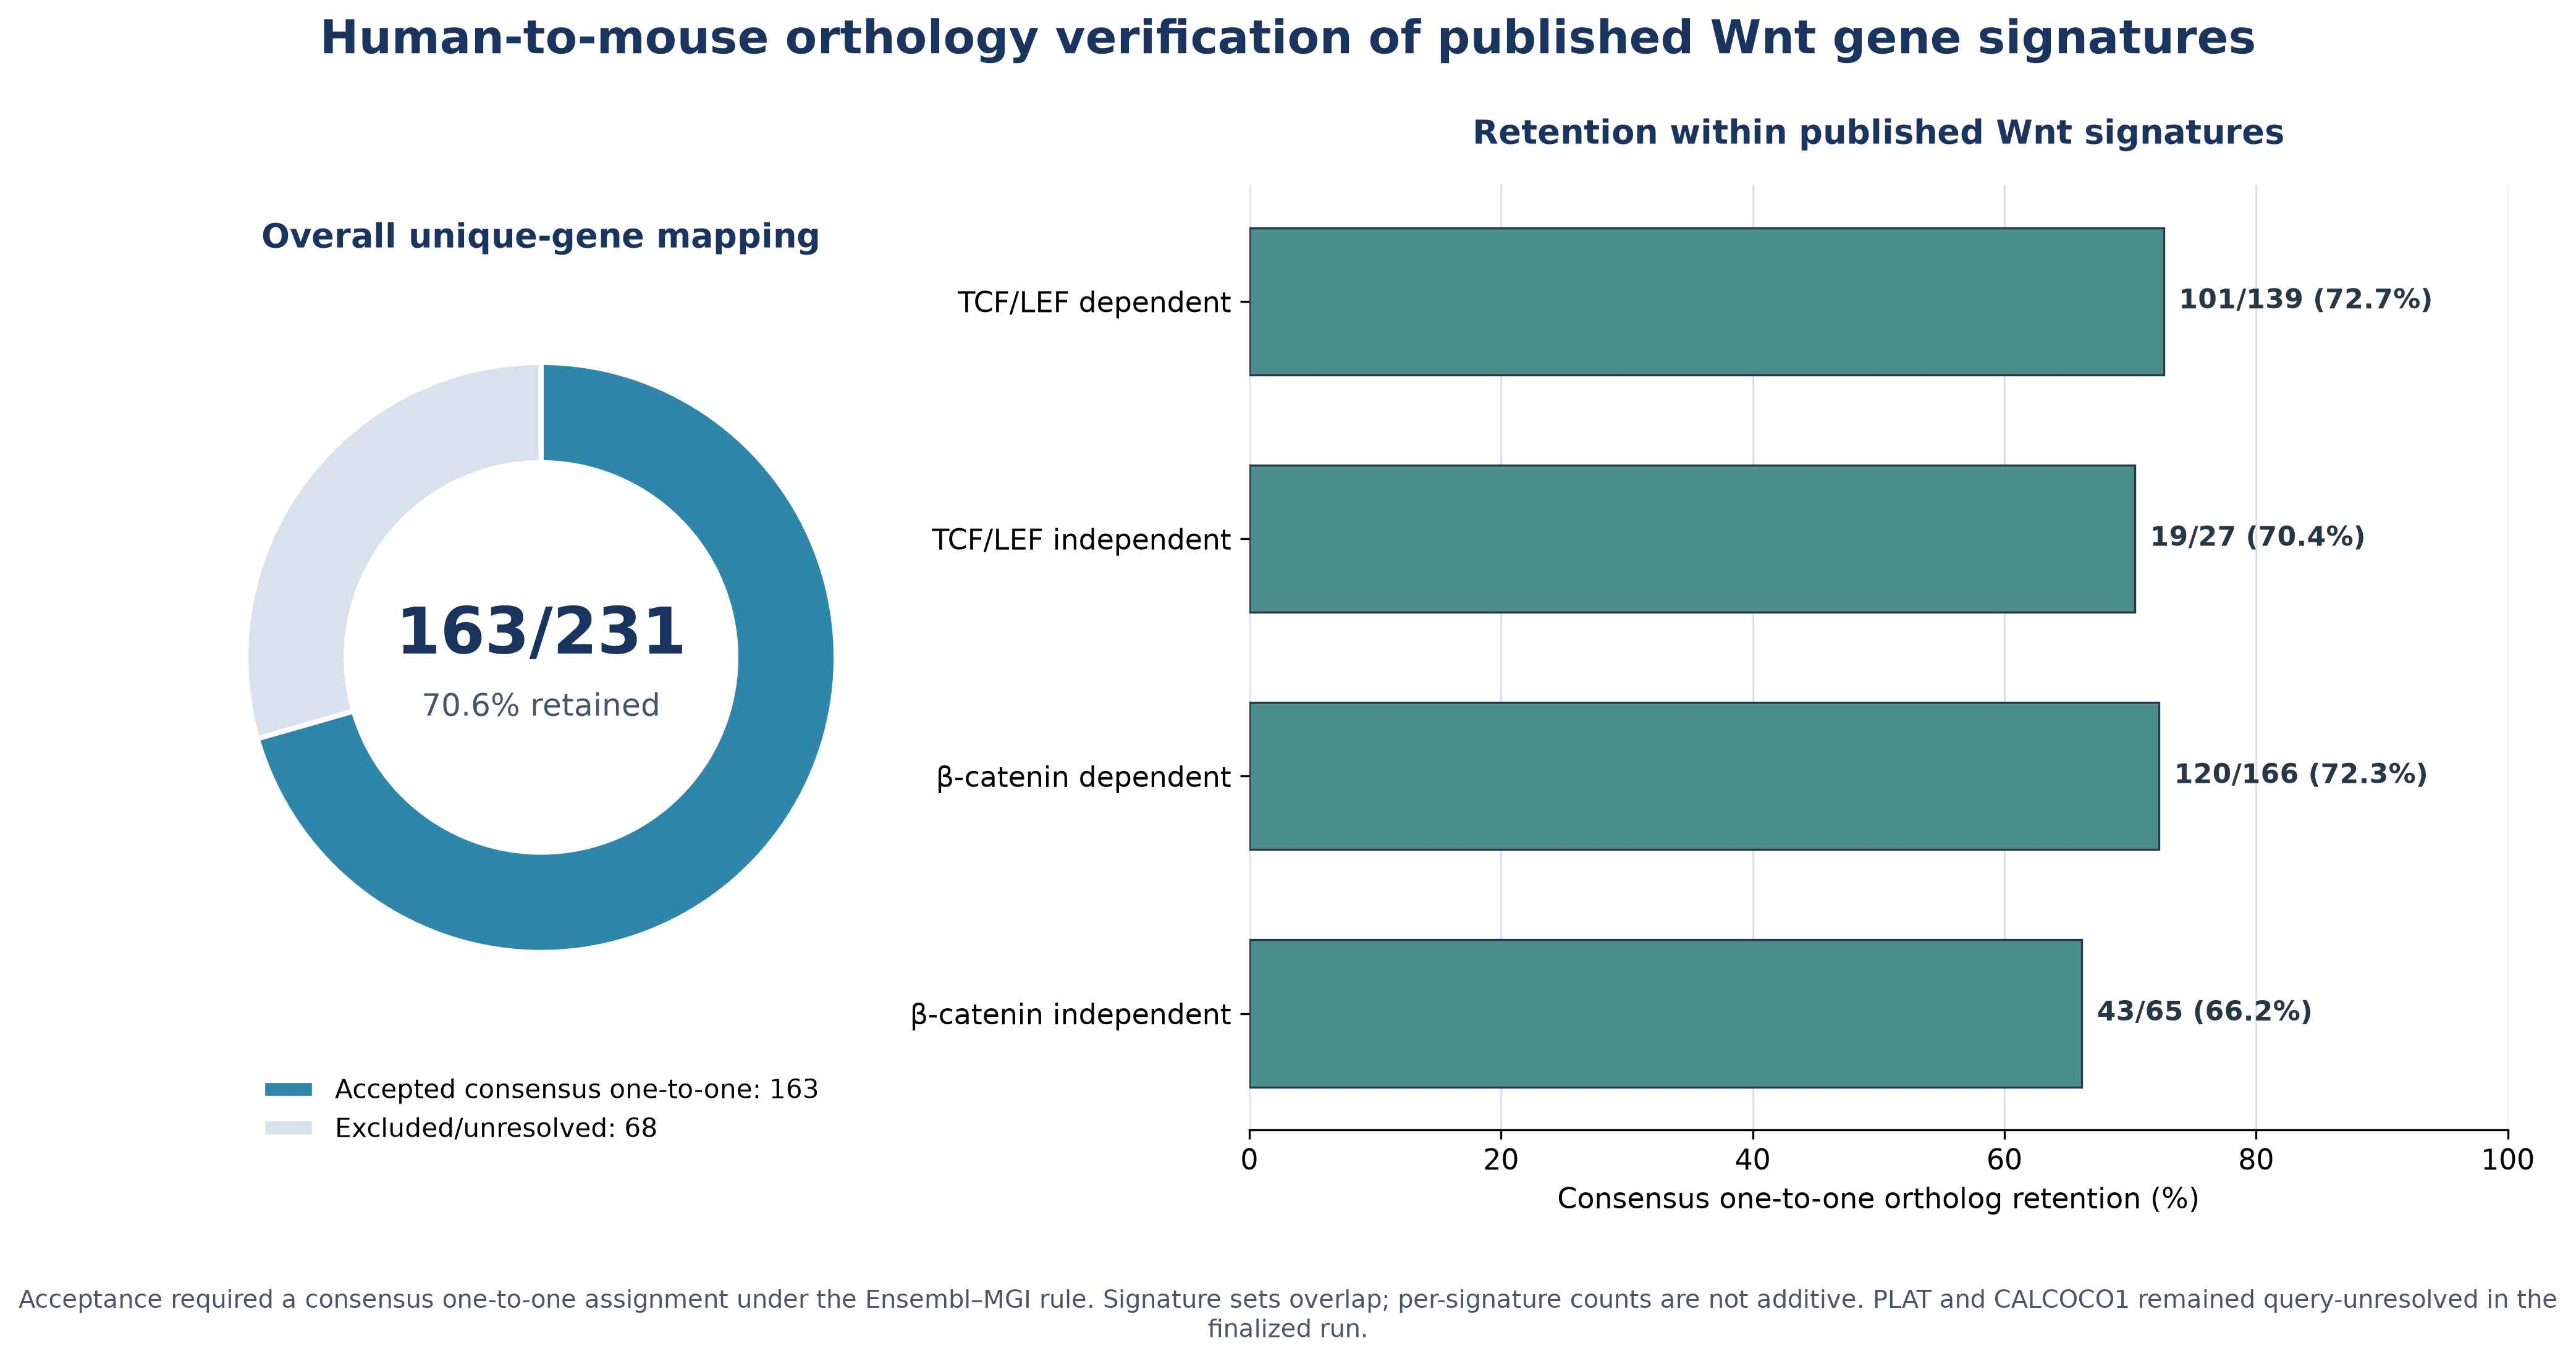 Human-to-mouse orthology verification of published Wnt gene signatures
Overall unique-gene mapping
163/231
70.6% retained
Accepted consensus one-to-one: 163
Excluded/unresolved: 68
Retention within published Wnt signatures
TCF/LEF dependent
101/139 (72.7%)
TCF/LEF independent
19/27 (70.4%)
β-catenin dependent
120/166 (72.3%)
β-catenin independent
43/65 (66.2%)
0 20 40 60 80 100
Consensus one-to-one ortholog retention (%)
Acceptance required a consensus one-to-one assignment under the Ensembl–MGI rule. Signature sets overlap; per-signature counts are not additive. PLAT and CALCOCO1 remained query-unresolved in the
finalized run.